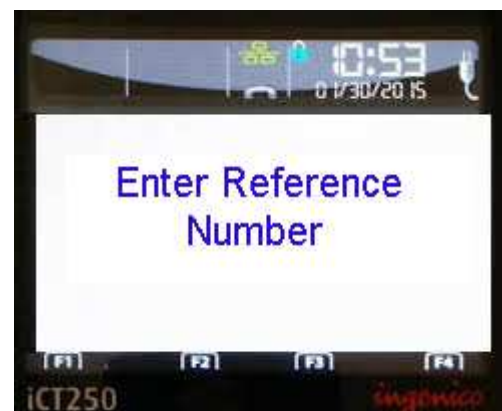 10:53
01/30/2015
Enter Reference
Number
F1 F2 F3 F4
iCT250 ingenico